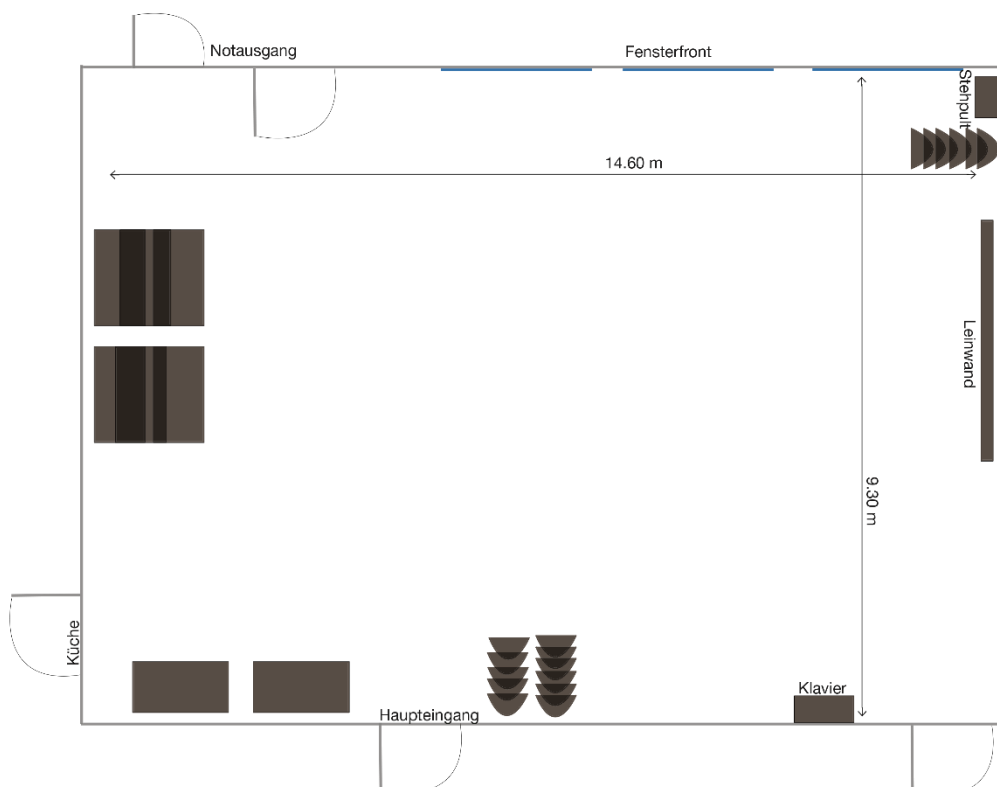 Notausgang
Fensterfront
Stehpult
14.60 m
Leinwand
9.30 m
Küche
Klavier
Haupteingang